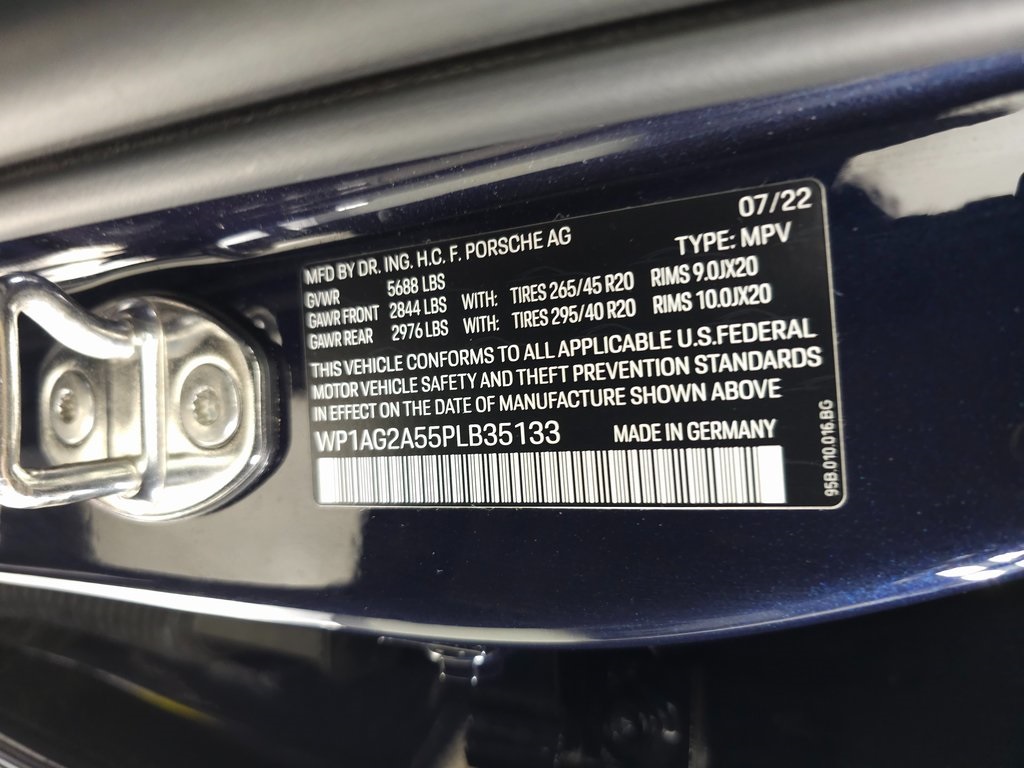 07/22
MFD BY DR. ING. H.C. F. PORSCHE AG TYPE: MPV
GVWR 5688 LBS
GAWR FRONT 2844 LBS WITH: TIRES 265/45 R20 RIMS 9.0JX20
GAWR REAR 2976 LBS WITH: TIRES 295/40 R20 RIMS 10.0JX20
THIS VEHICLE CONFORMS TO ALL APPLICABLE U.S.FEDERAL
MOTOR VEHICLE SAFETY AND THEFT PREVENTION STANDARDS
IN EFFECT ON THE DATE OF MANUFACTURE SHOWN ABOVE
WP1AG2A55PLB35133 MADE IN GERMANY
95B.010.016.BG